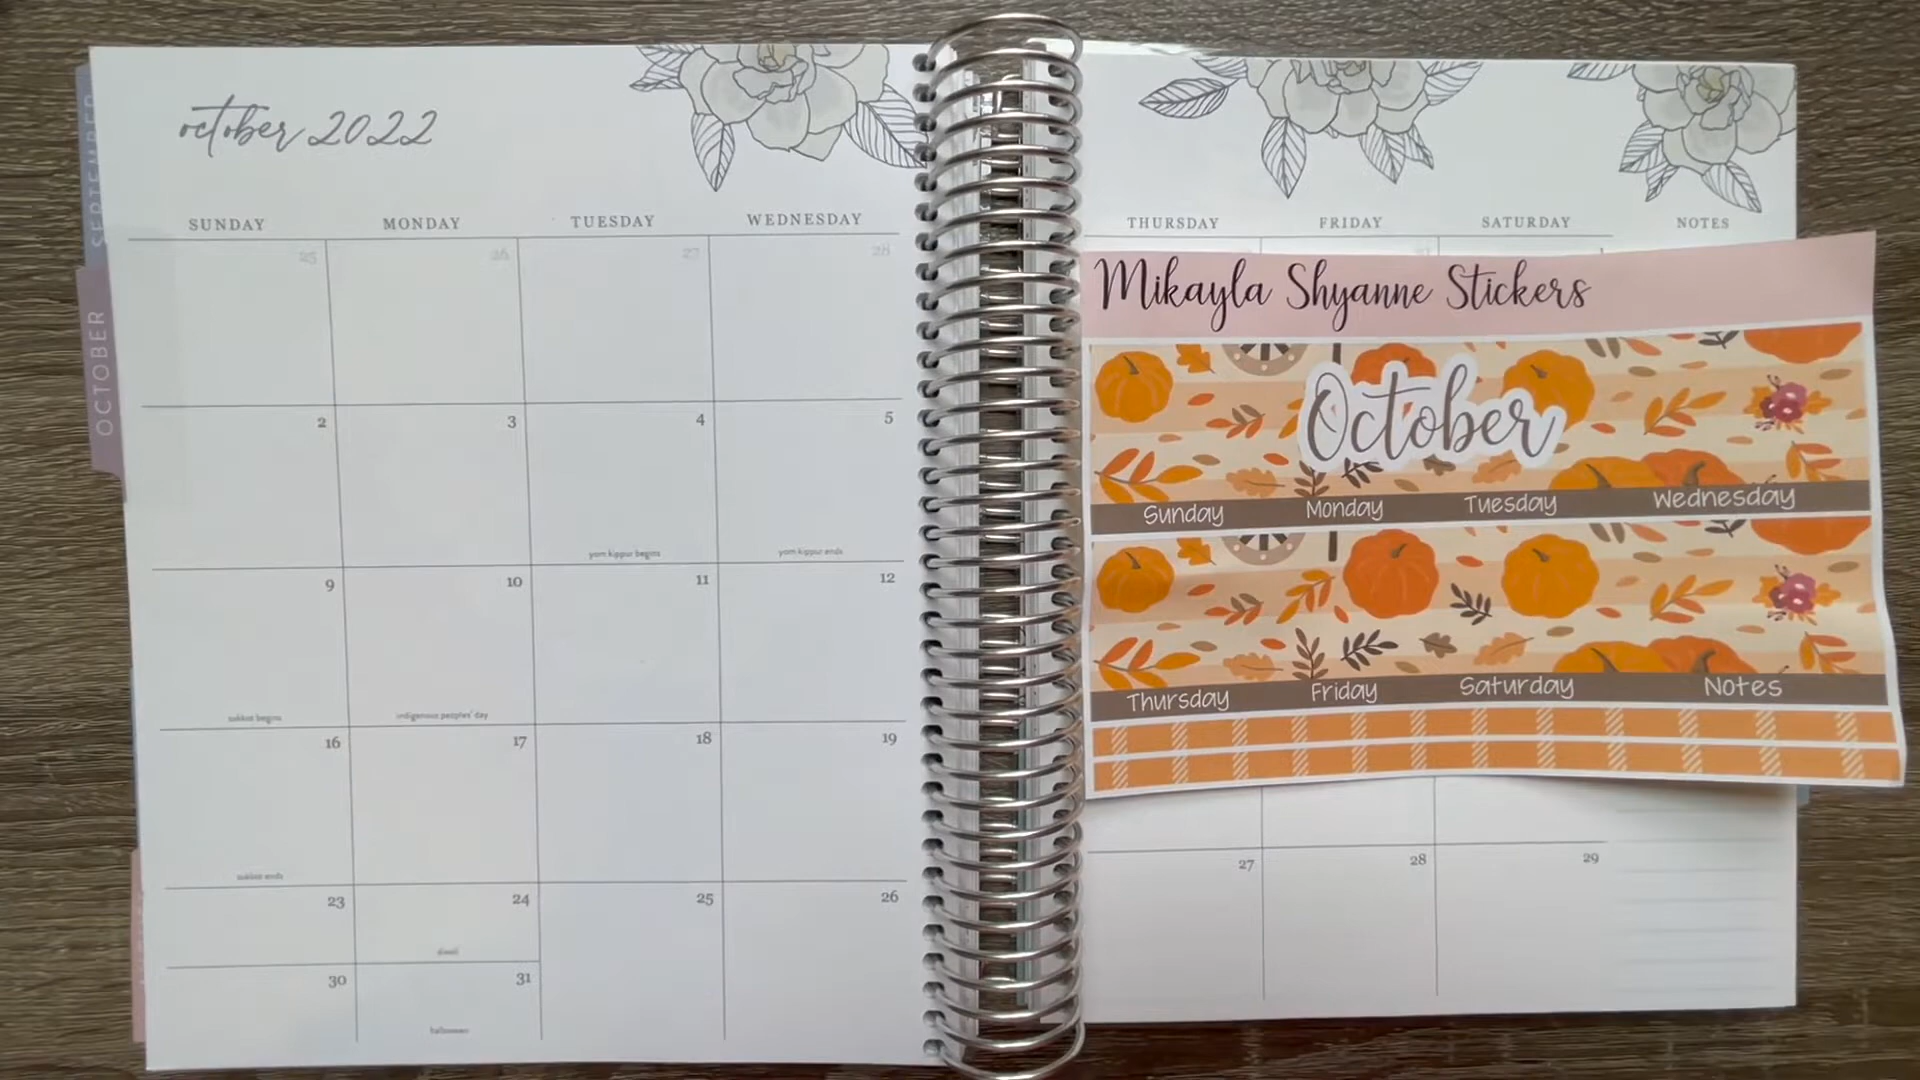 SEPTEMBER
OCTOBER
october 2022
SUNDAY MONDAY TUESDAY WEDNESDAY
25 26 27 28
2 3 4 5
yom kippur begins yom kippur ends
9 10 11 12
sukkot begins indigenous peoples' day
16 17 18 19
sukkot ends
23 24 25 26
diwali
30 31
halloween
THURSDAY FRIDAY SATURDAY NOTES
Mikayla Shyanne Stickers
October
Sunday Monday Tuesday Wednesday
Thursday Friday Saturday Notes
27 28 29